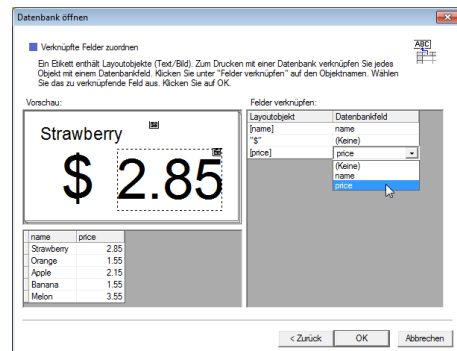 Datenbank öffnen
Verknüpfte Felder zuordnen
ABC
Ein Etikett enthält Layoutobjekte (Text/Bild). Zum Drucken mit einer Datenbank verknüpfen Sie jedes
Objekt mit einem Datenbankfeld. Klicken Sie unter "Felder verknüpfen" auf den Objektnamen. Wählen
Sie das zu verknüpfende Feld aus. Klicken Sie auf OK.
Vorschau:
Strawberry
$ 2.85
name price
Strawberry 2.85
Orange 1.55
Apple 2.15
Banana 1.55
Melon 3.55
Felder verknüpfen:
Layoutobjekt Datenbankfeld
[name] name
"$" (Keine)
[price] price
(Keine)
name
price
< Zurück OK Abbrechen